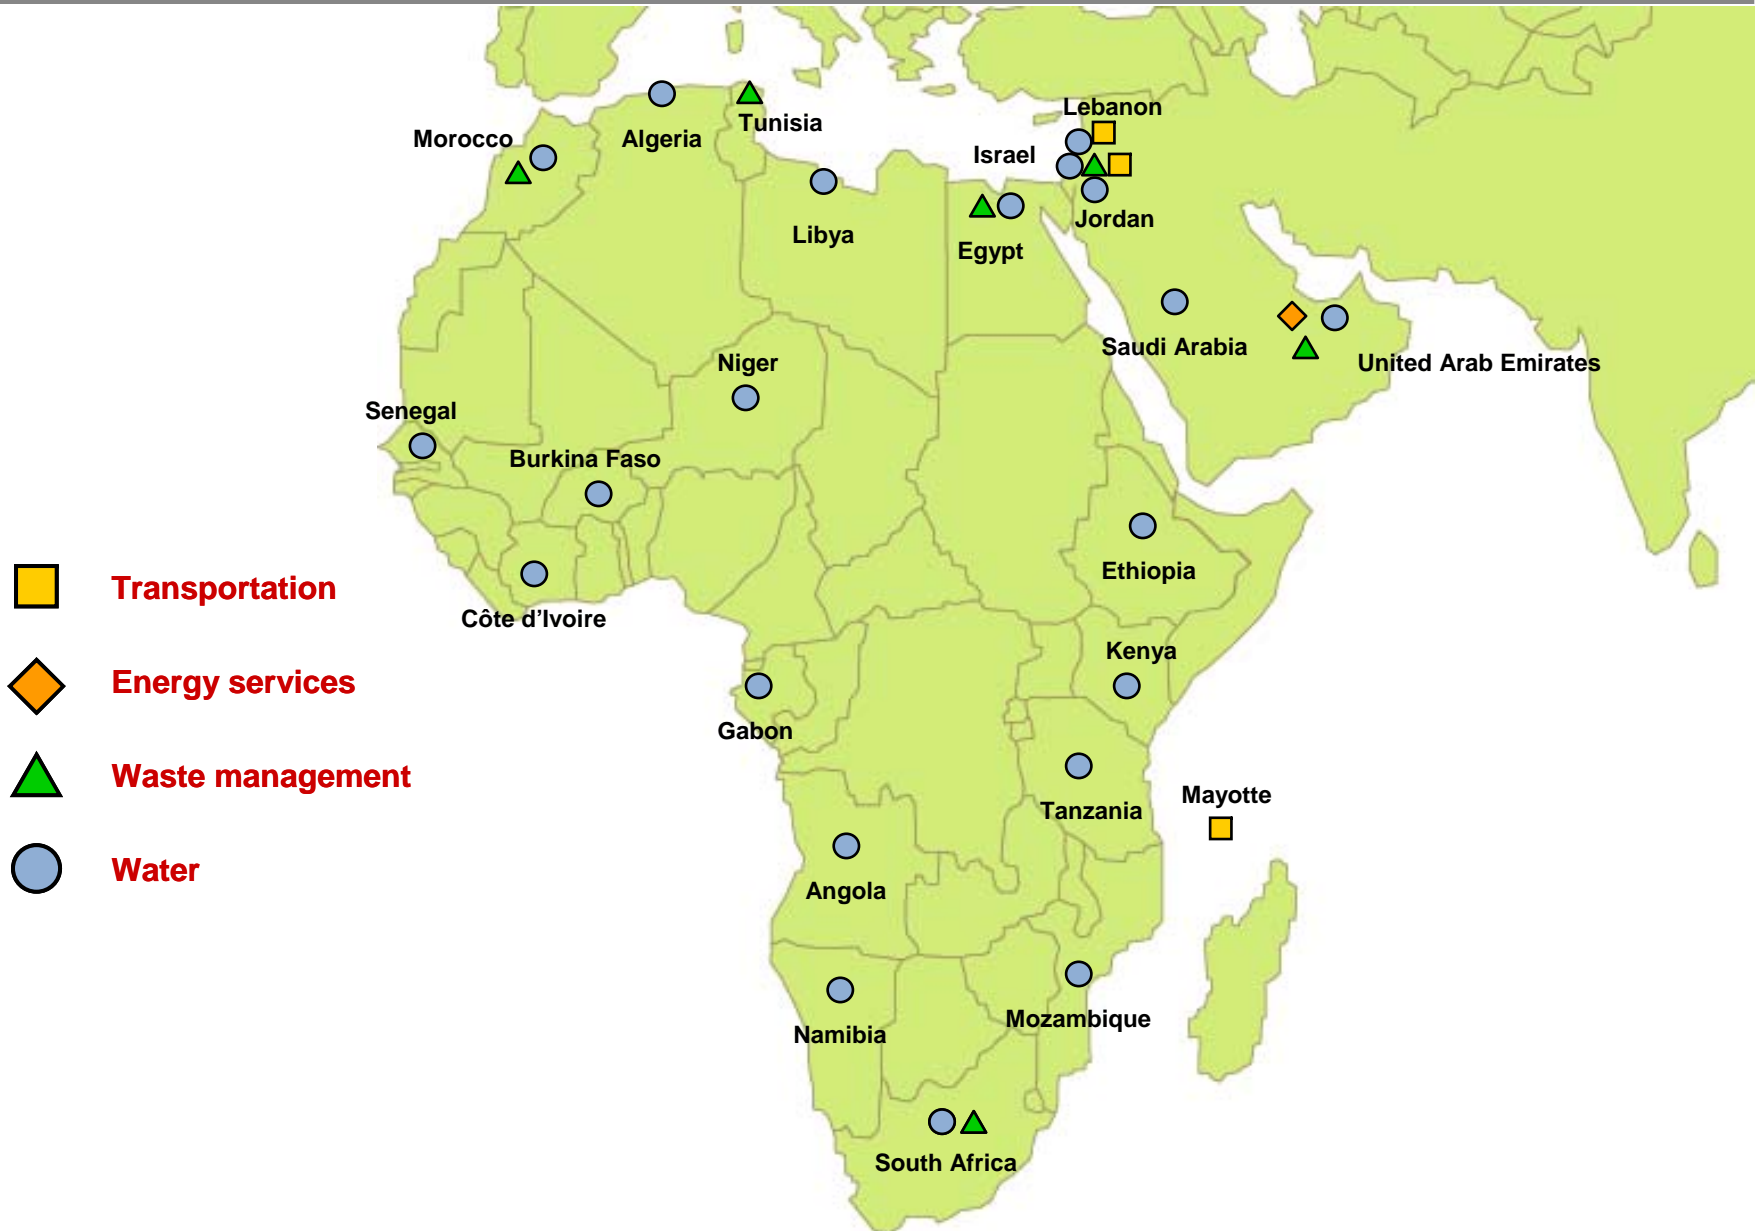 Lebanon
Tunisia
Morocco
Algeria
Israel
Jordan
Libya
Egypt
Saudi Arabia
Niger
United Arab Emirates
Senegal
Burkina Faso
Ethiopia
Transportation
Côte d’Ivoire
Kenya
Energy services
Gabon
Waste management
Mayotte
Tanzania
Water
Angola
Mozambique
Namibia
South Africa